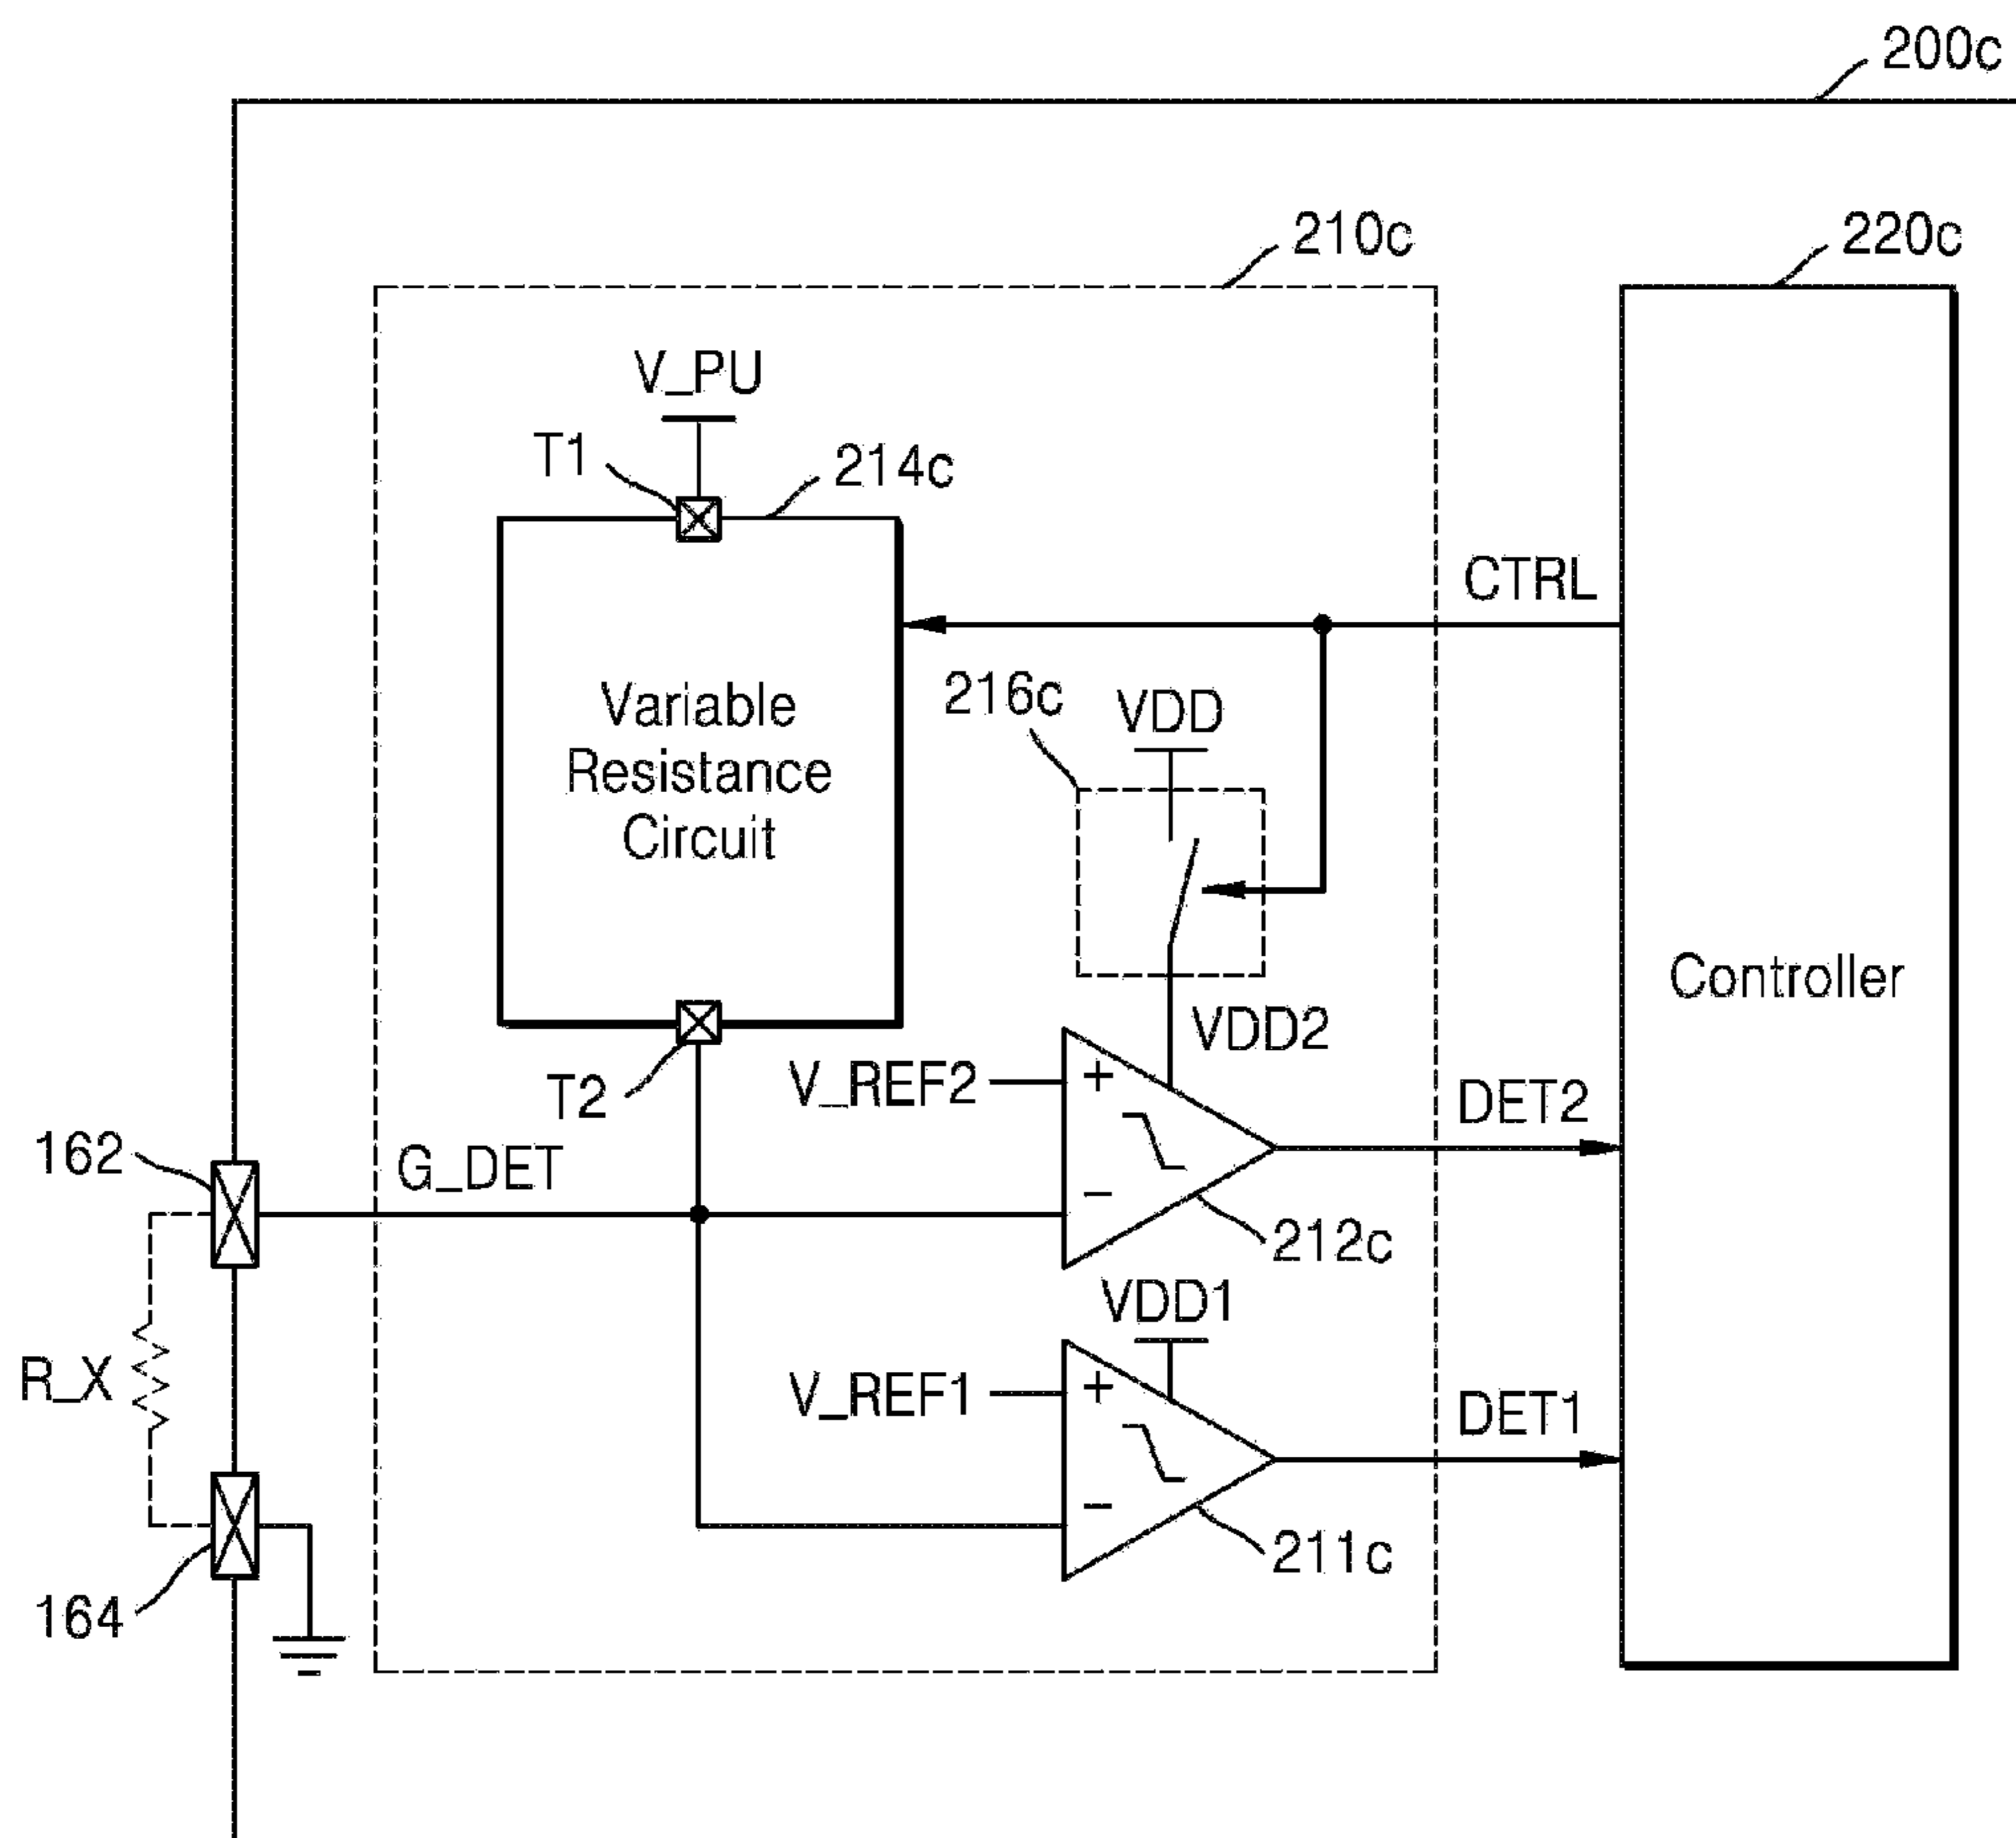 200c
210c
220c
V_PU
T1
214c
CTRL
216c
VDD
Variable
Resistance
Circuit
Controller
VDD2
T2
V_REF2
+
DET2
162
G_DET
−
212c
VDD1
R_X
V_REF1
+
DET1
−
211c
164